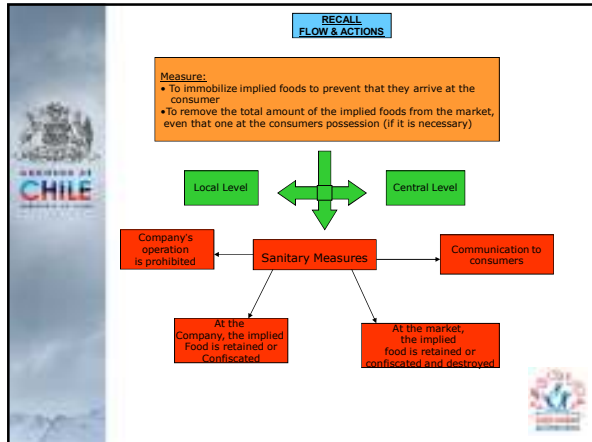 RECALL
FLOW & ACTIONS
Measure:
• To immobilize implied foods to prevent that they arrive at the
consumer
•To remove the total amount of the implied foods from the market,
even that one at the consumers possession (if it is necessary)
Local Level
Central Level
CHILE
Company's
operation
is prohibited
Sanitary Measures
Communication to
consumers
At the
Company, the implied
Food is retained or
Confiscated
At the market,
the implied
food is retained or
confiscated and destroyed